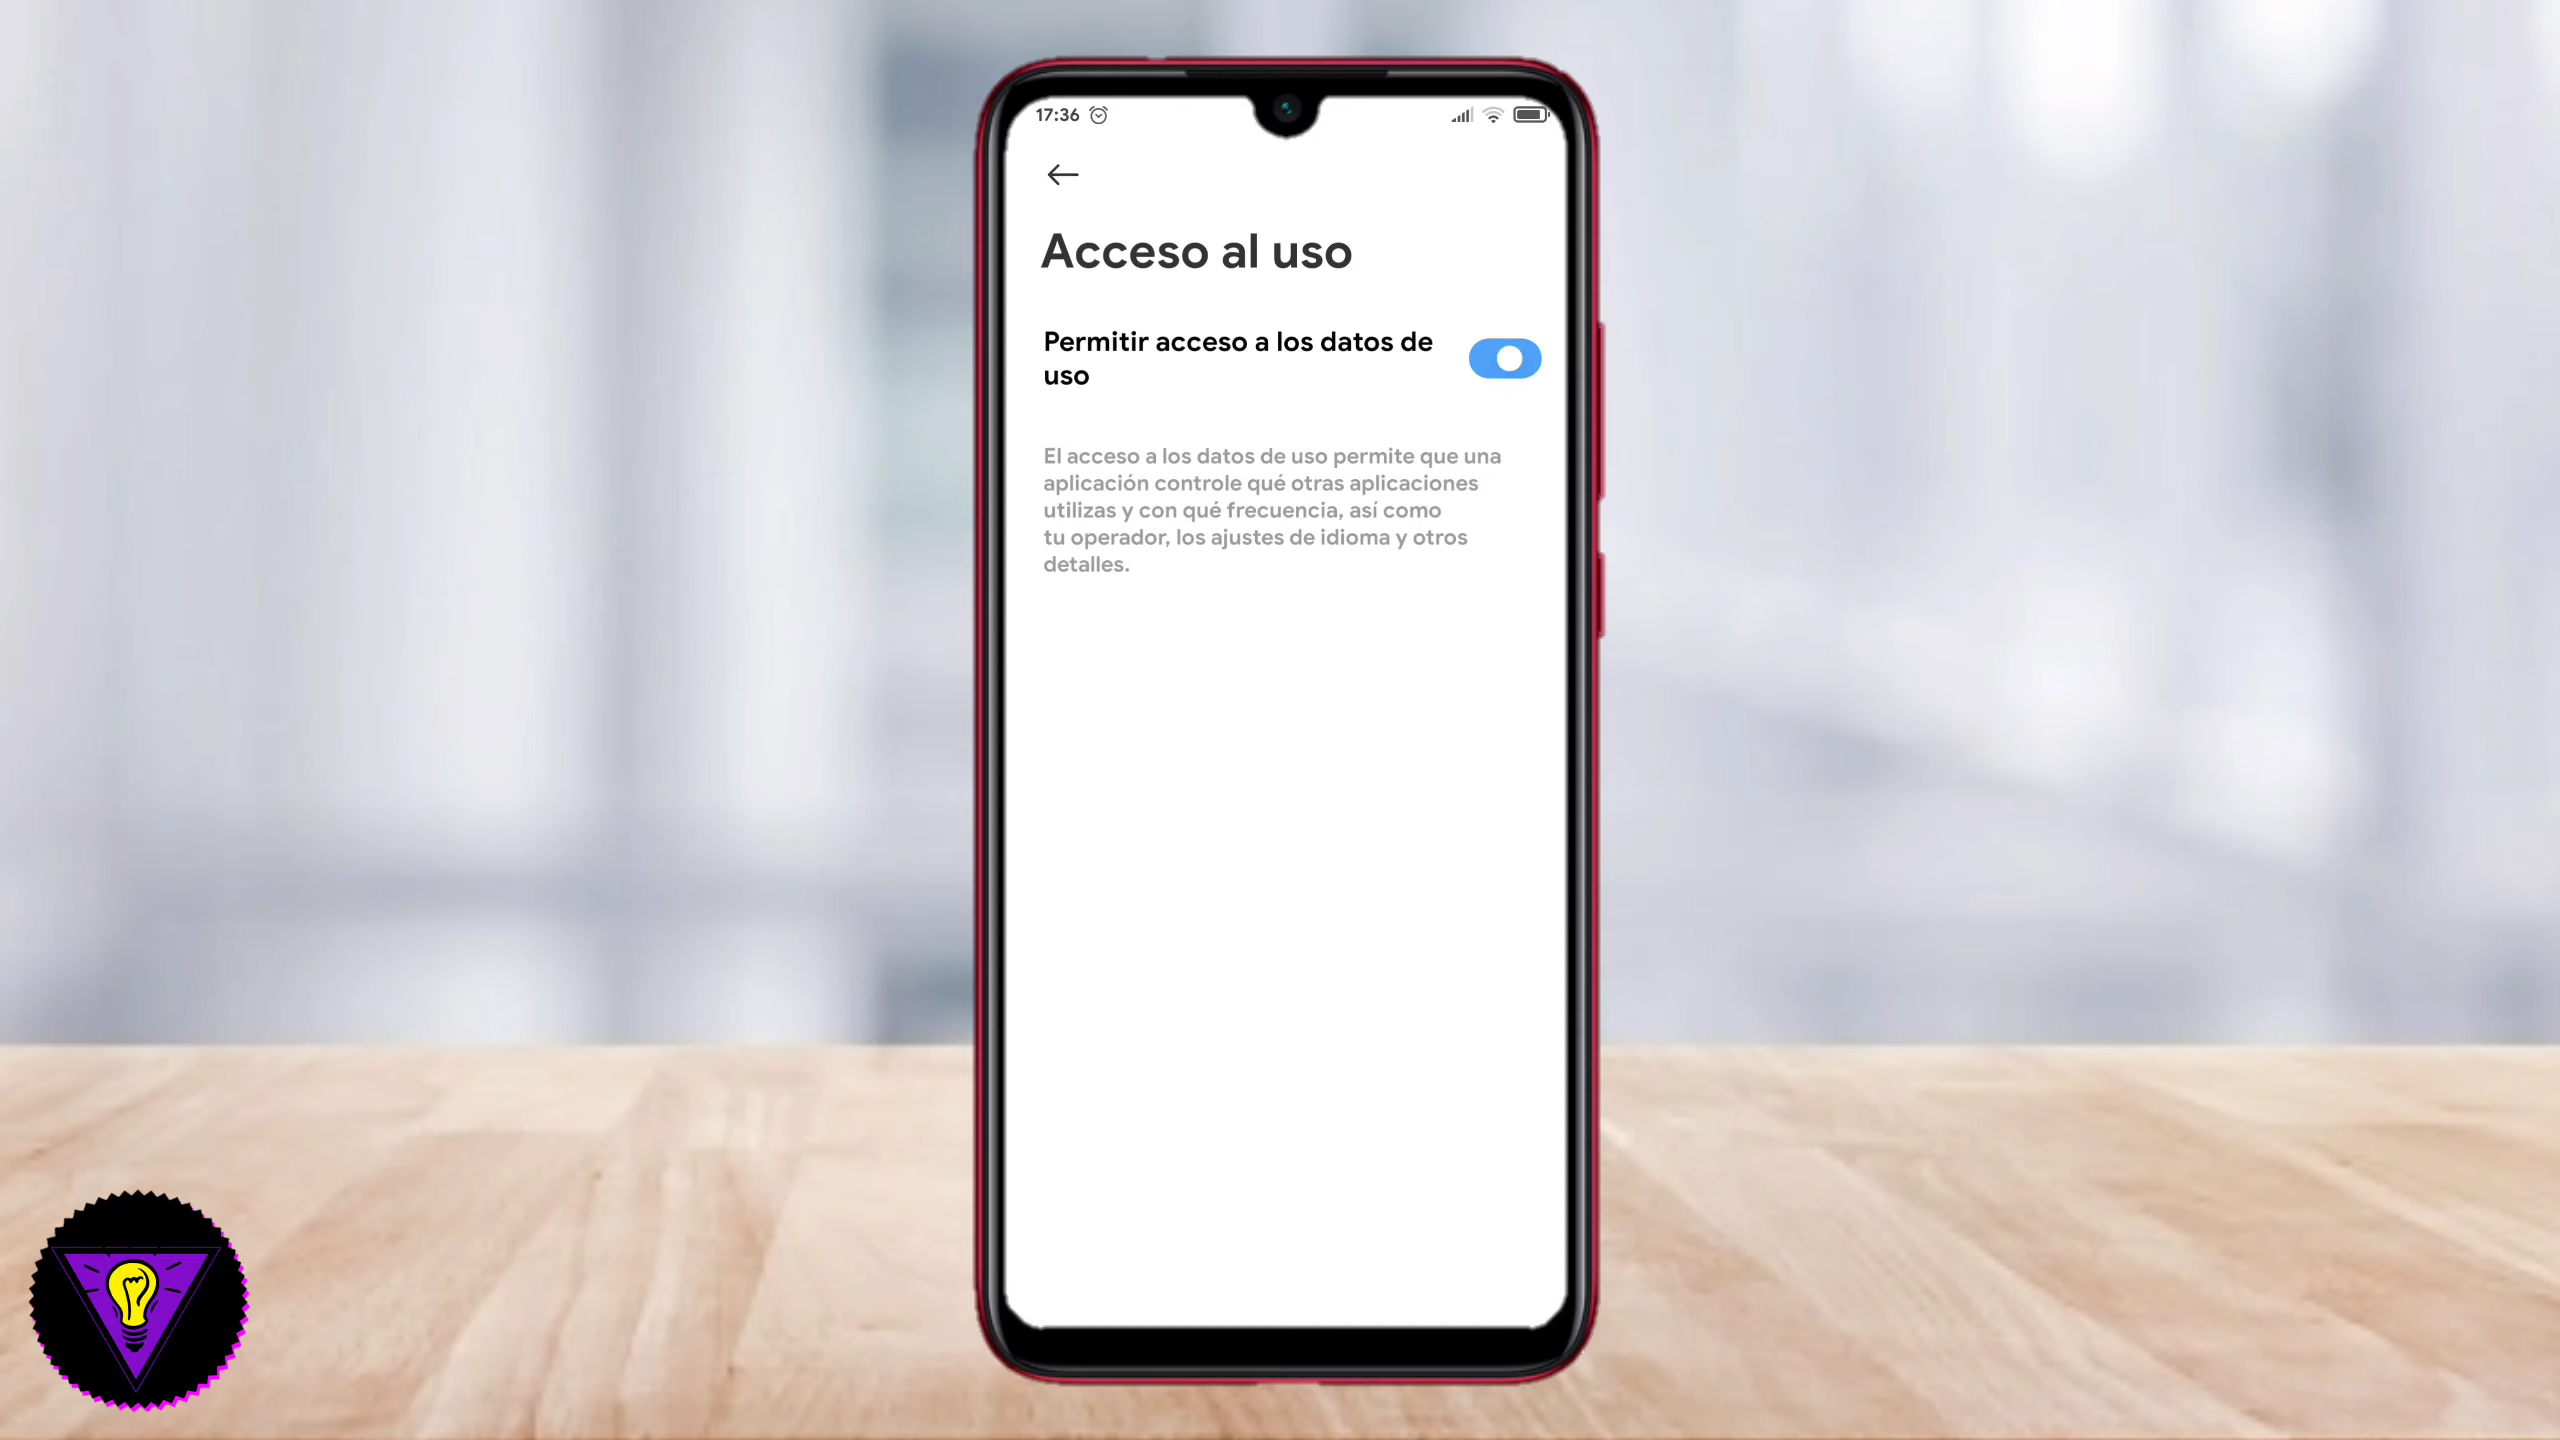 17:36
Acceso al uso
Permitir acceso a los datos de
uso
El acceso a los datos de uso permite que una
aplicación controle qué otras aplicaciones
utilizas y con qué frecuencia, así como
tu operador, los ajustes de idioma y otros
detalles.